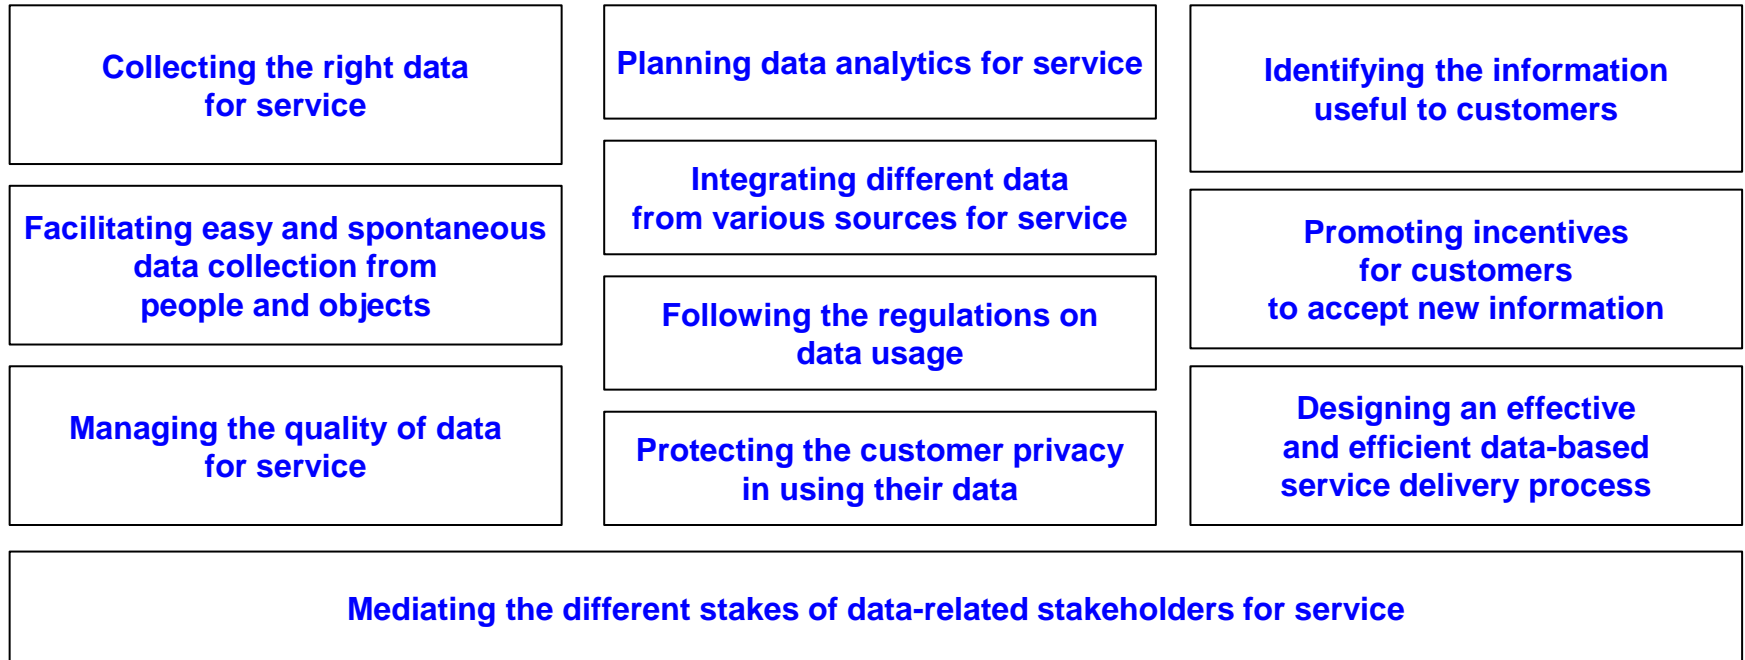 Collecting the right data
for service
Facilitating easy and spontaneous
data collection from
people and objects
Managing the quality of data
for service
Planning data analytics for service
Integrating different data
from various sources for service
Following the regulations on
data usage
Protecting the customer privacy
in using their data
Identifying the information
useful to customers
Promoting incentives
for customers
to accept new information
Designing an effective
and efficient data-based
service delivery process
Mediating the different stakes of data-related stakeholders for service